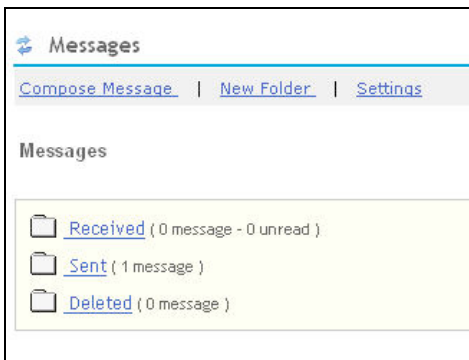 Messages
Compose Message | New Folder | Settings
Messages
Received ( 0 message - 0 unread )
Sent ( 1 message )
Deleted ( 0 message )